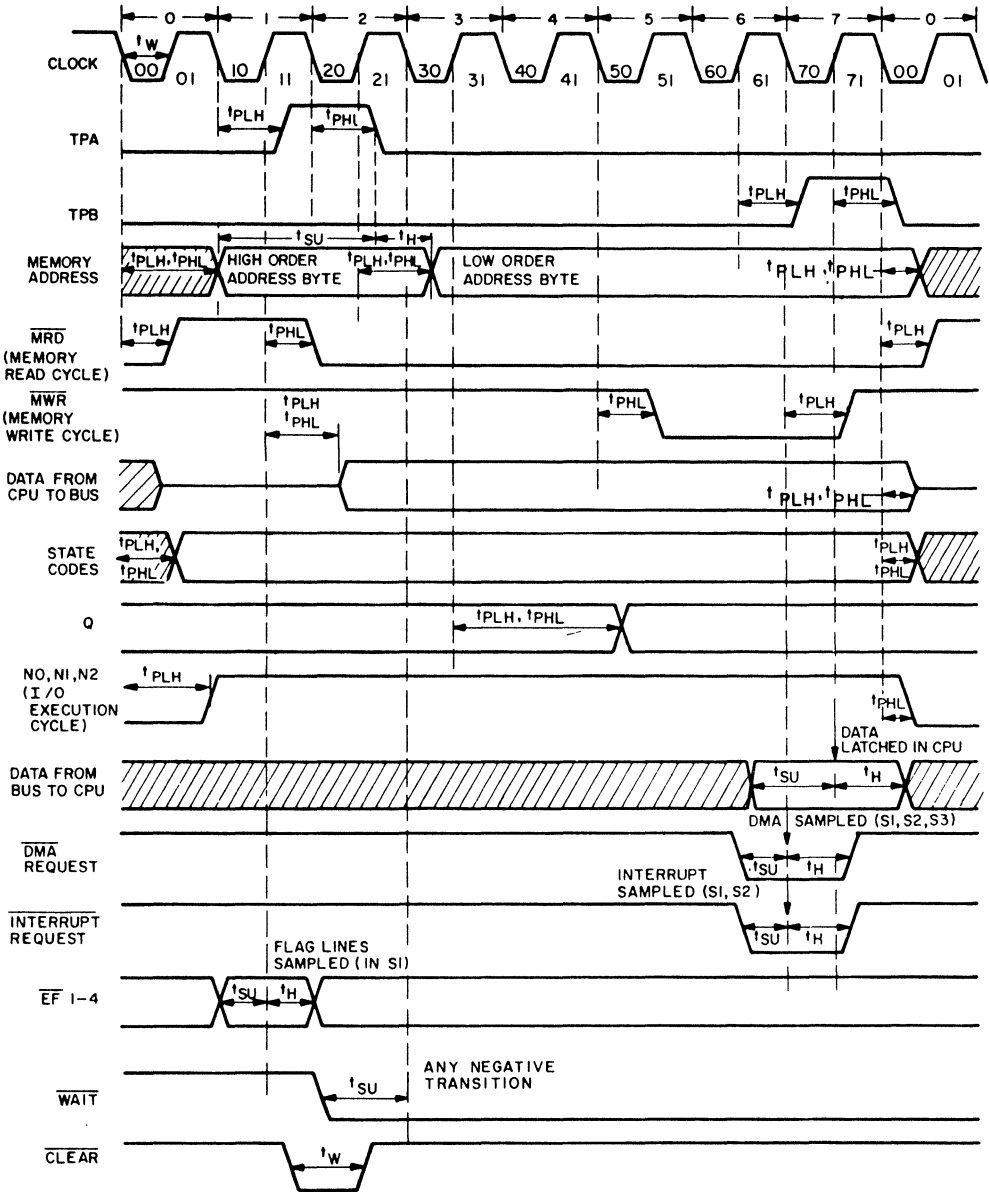 0 1 2 3 4 5 6 7 0
CLOCK
tW
00 01 10 11 20 21 30 31 40 41 50 51 60 61 70 71 00 01
TPA
tPLH tPHL
TPB
tPLH tPHL
tSU tH
MEMORY
ADDRESS
tPLH, tPHL
HIGH ORDER
ADDRESS BYTE
tPLH, tPHL
LOW ORDER
ADDRESS BYTE
tPLH, tPHL
MRD
(MEMORY
READ CYCLE)
tPLH tPHL tPLH
MWR
(MEMORY
WRITE CYCLE)
tPLH
tPHL
tPHL tPLH
DATA FROM
CPU TO BUS
tPLH, tPHL
STATE
CODES
tPLH,
tPHL
tPLH
tPHL
Q
tPLH, tPHL
NO, N1, N2
(I/O
EXECUTION
CYCLE)
tPLH
tPHL
DATA
LATCHED IN CPU
DATA FROM
BUS TO CPU
tSU tH
DMA SAMPLED (S1, S2, S3)
DMA
REQUEST
tSU tH
INTERRUPT
SAMPLED (S1, S2)
INTERRUPT
REQUEST
tSU tH
FLAG LINES
SAMPLED (IN S1)
EF 1-4
tSU tH
ANY NEGATIVE
TRANSITION
WAIT
tSU
CLEAR
tW